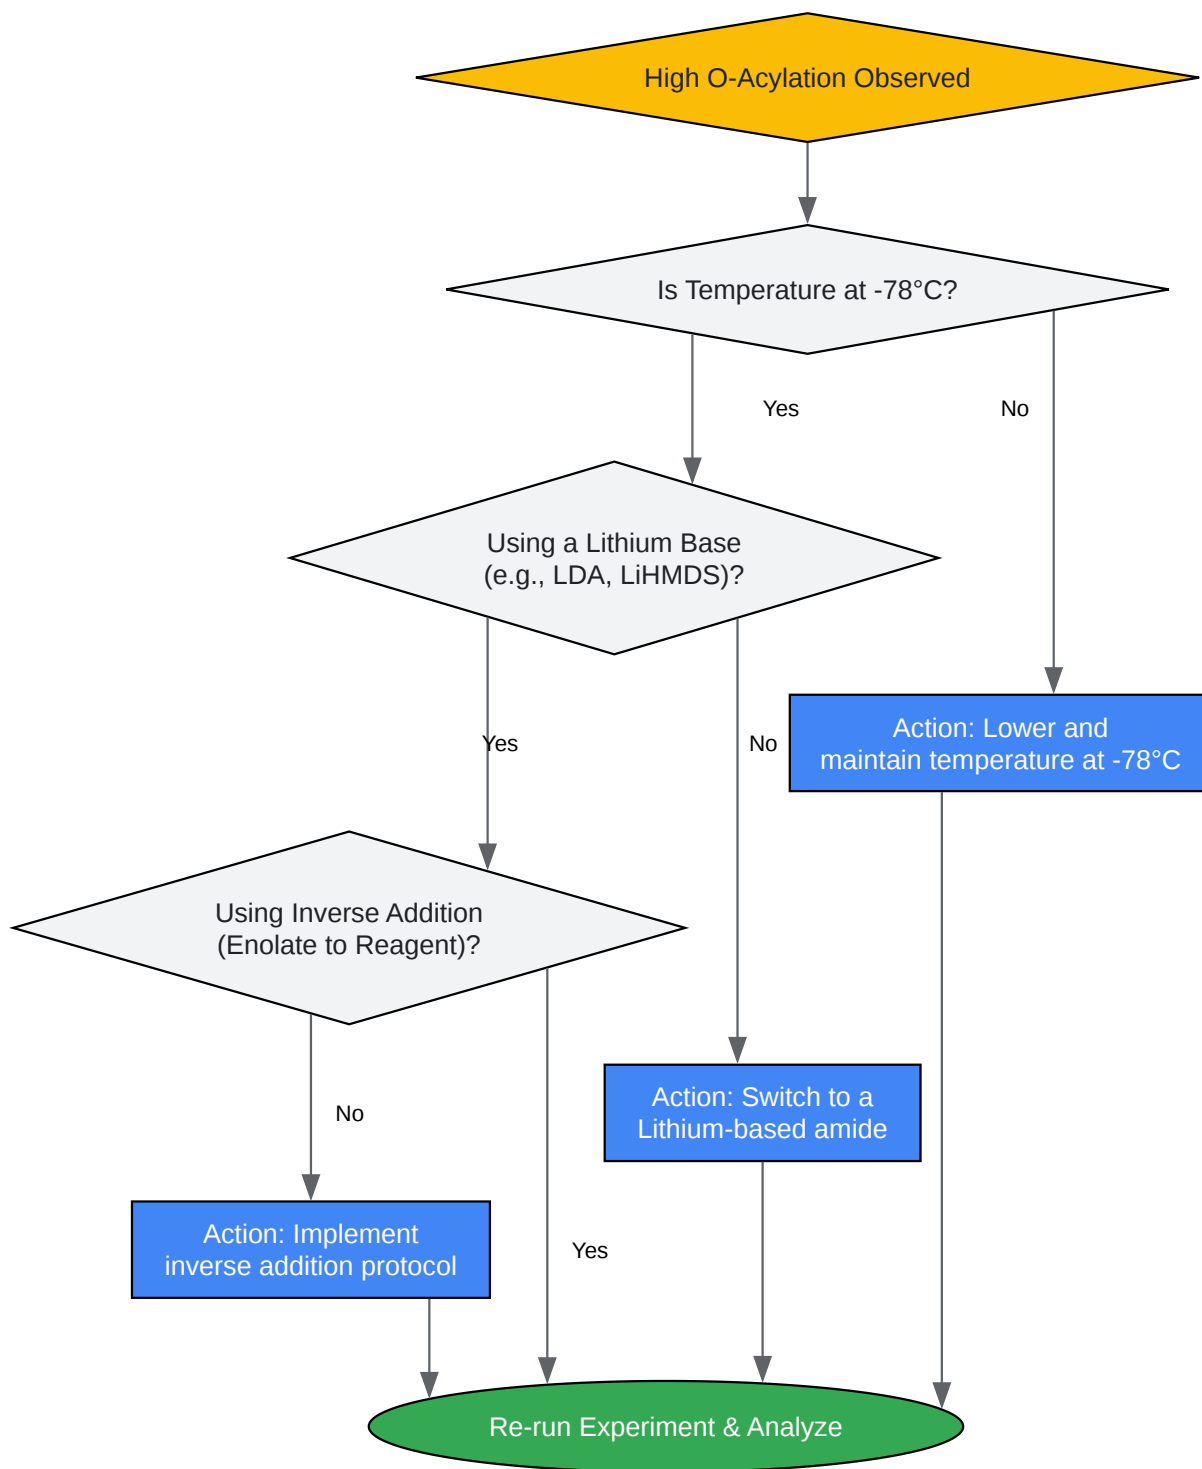 High O-Acylation Observed
Is Temperature at -78°C?
Yes
No
Using a Lithium Base
(e.g., LDA, LiHMDS)?
Action: Lower and
maintain temperature at -78°C
Yes
No
Using Inverse Addition
(Enolate to Reagent)?
Action: Switch to a
Lithium-based amide
No
Action: Implement
inverse addition protocol
Yes
Re-run Experiment & Analyze